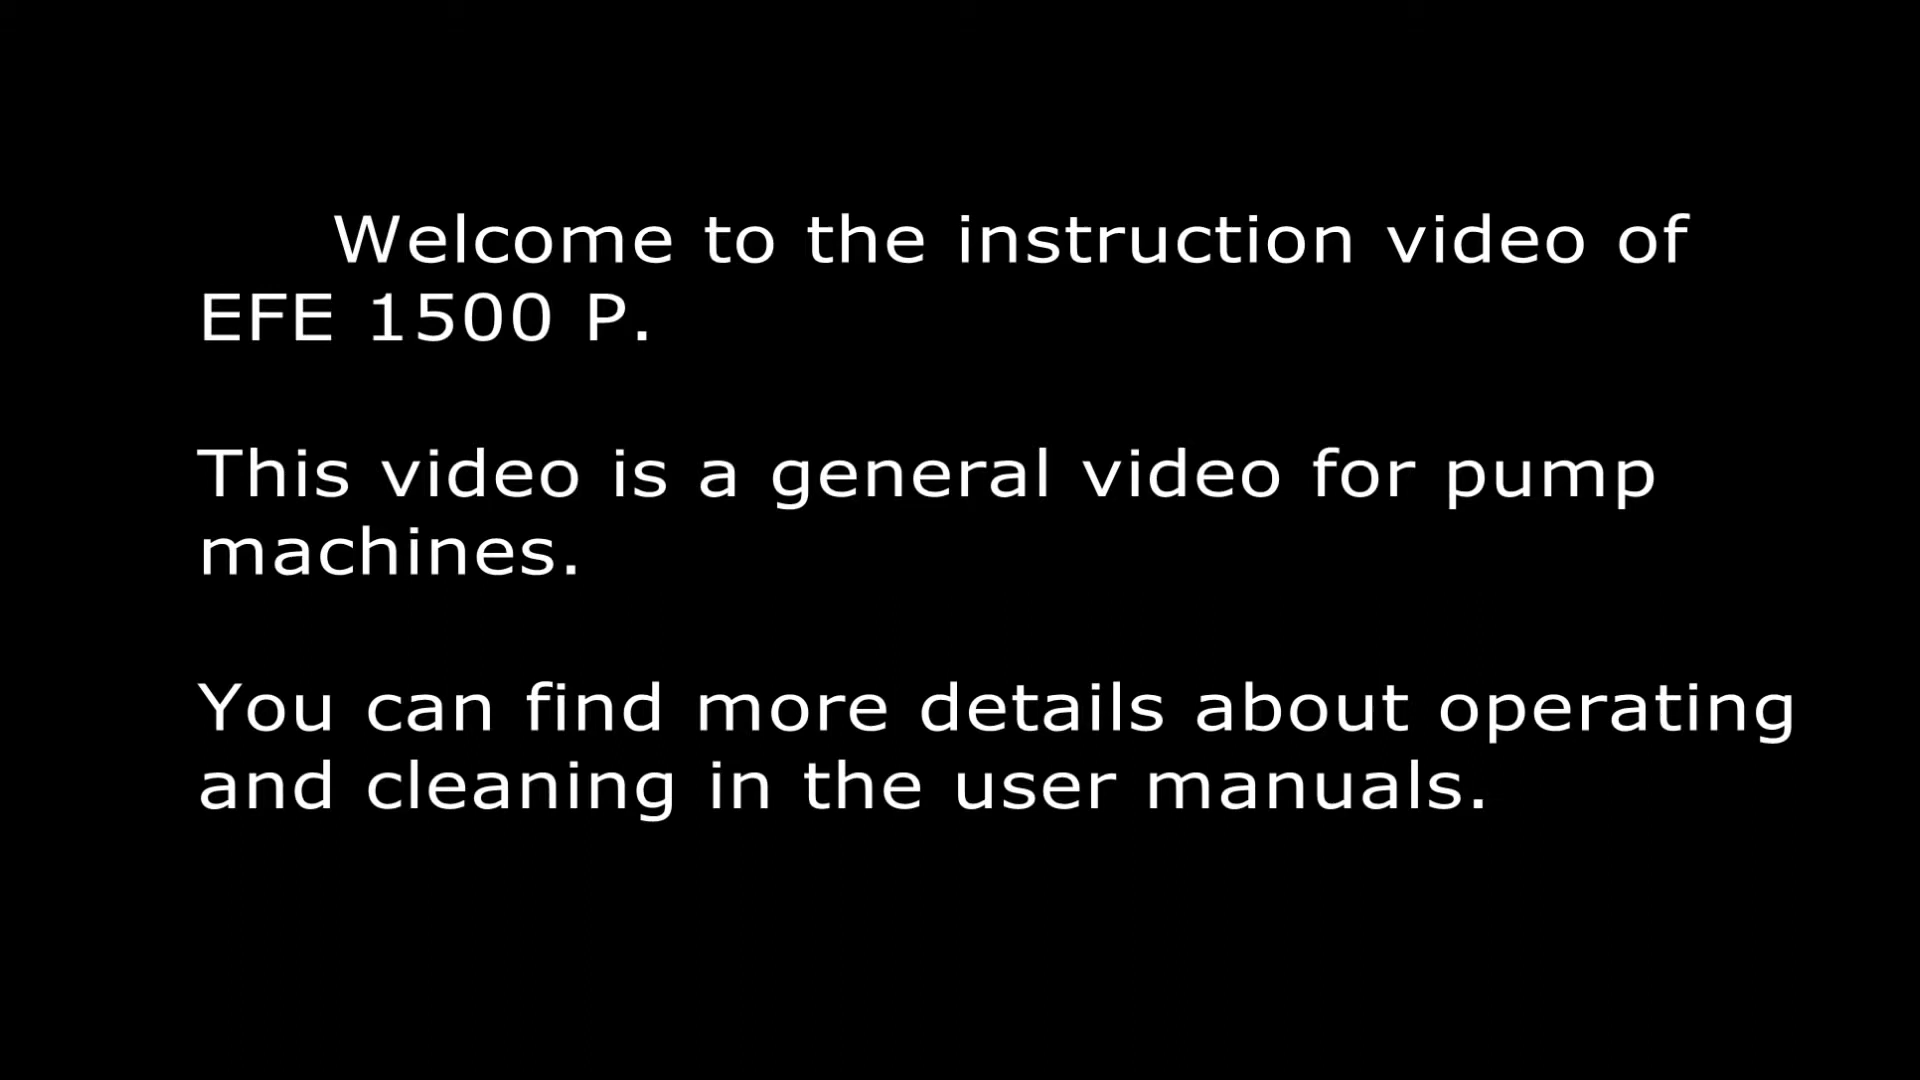 Welcome to the instruction video of
EFE 1500 P.
This video is a general video for pump
machines.
You can find more details about operating
and cleaning in the user manuals.